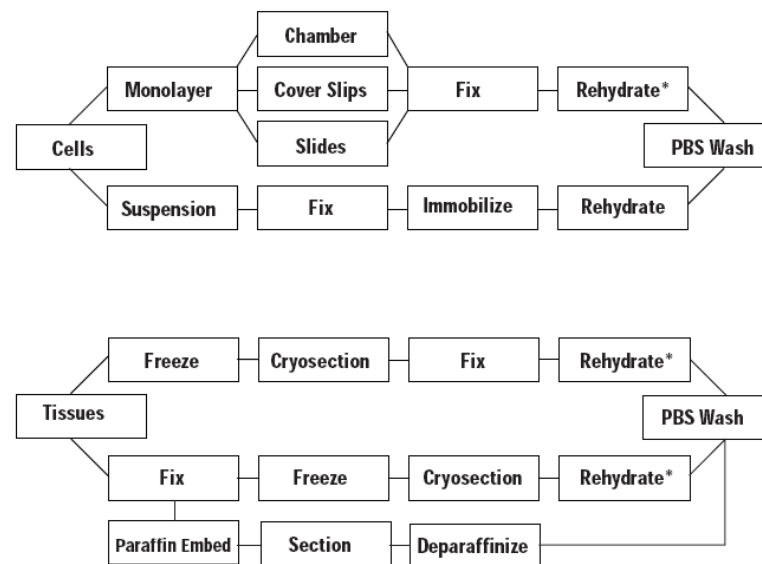 Chamber
Monolayer
Cover Slips
Fix
Rehydrate*
Cells
Slides
PBS Wash
Suspension
Fix
Immobilize
Rehydrate
Freeze
Cryosection
Fix
Rehydrate*
Tissues
PBS Wash
Fix
Freeze
Cryosection
Rehydrate*
Paraffin Embed
Section
Deparaffinize